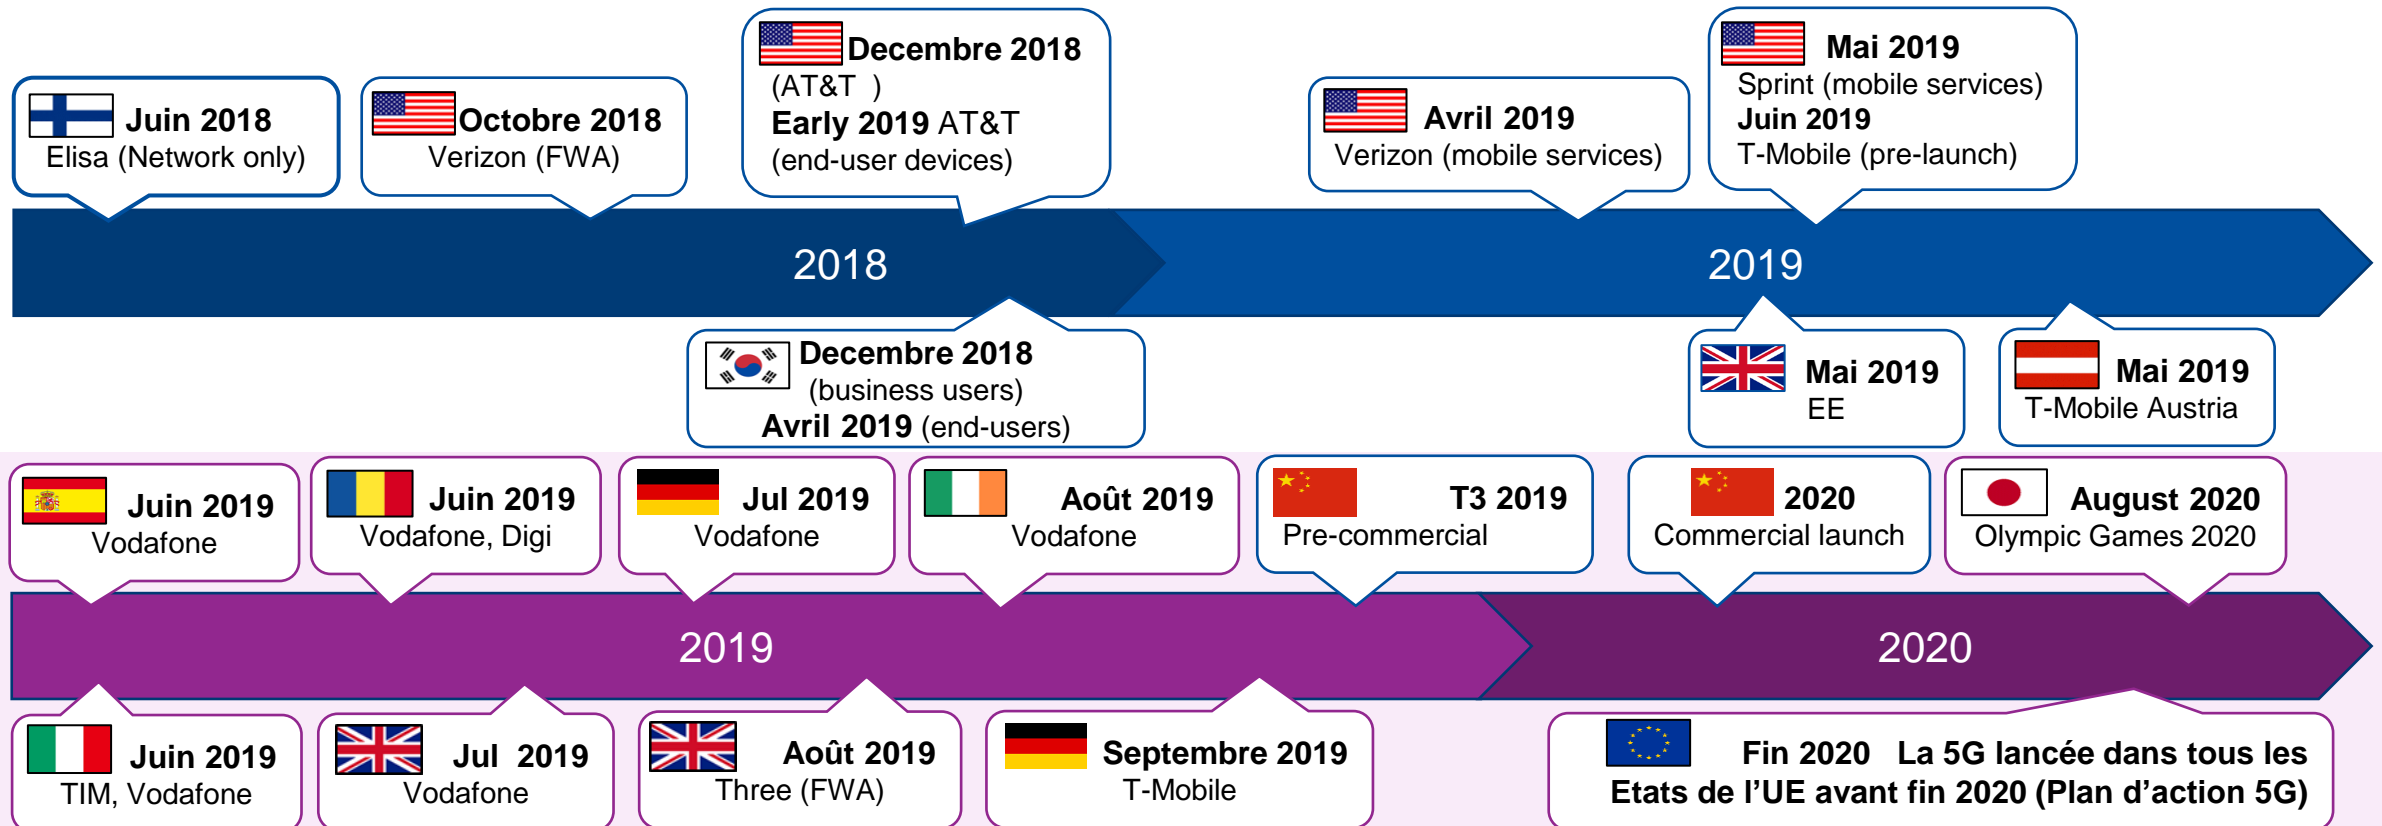 Juin 2018
Elisa (Network only)
Octobre 2018
Verizon (FWA)
Decembre 2018
(AT&T )
Early 2019 AT&T
(end-user devices)
Avril 2019
Verizon (mobile services)
Mai 2019
Sprint (mobile services)
Juin 2019
T-Mobile (pre-launch)
2018
2019
Decembre 2018
(business users)
Avril 2019 (end-users)
Mai 2019
EE
Mai 2019
T-Mobile Austria
Juin 2019
Vodafone
Juin 2019
Vodafone, Digi
Jul 2019
Vodafone
Août 2019
Vodafone
T3 2019
Pre-commercial
2020
Commercial launch
August 2020
Olympic Games 2020
2019
2020
Juin 2019
TIM, Vodafone
Jul 2019
Vodafone
Août 2019
Three (FWA)
Septembre 2019
T-Mobile
Fin 2020 La 5G lancée dans tous les
Etats de l’UE avant fin 2020 (Plan d’action 5G)